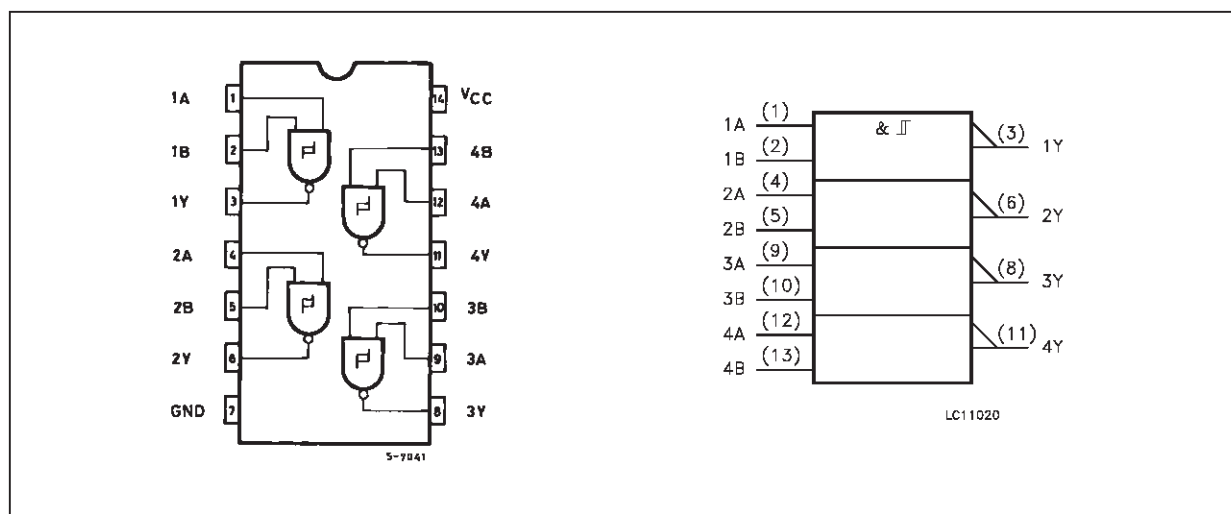 1A 1 14 VCC
1B 2 13 4B
1Y 3 12 4A
2A 4 11 4Y
2B 5 10 3B
2Y 6 9 3A
GND 7 8 3Y
S-7041
& 
1A (1)
1B (2)
(3) 1Y
2A (4)
2B (5)
(6) 2Y
3A (9)
3B (10)
(8) 3Y
4A (12)
4B (13)
(11) 4Y
LC11020